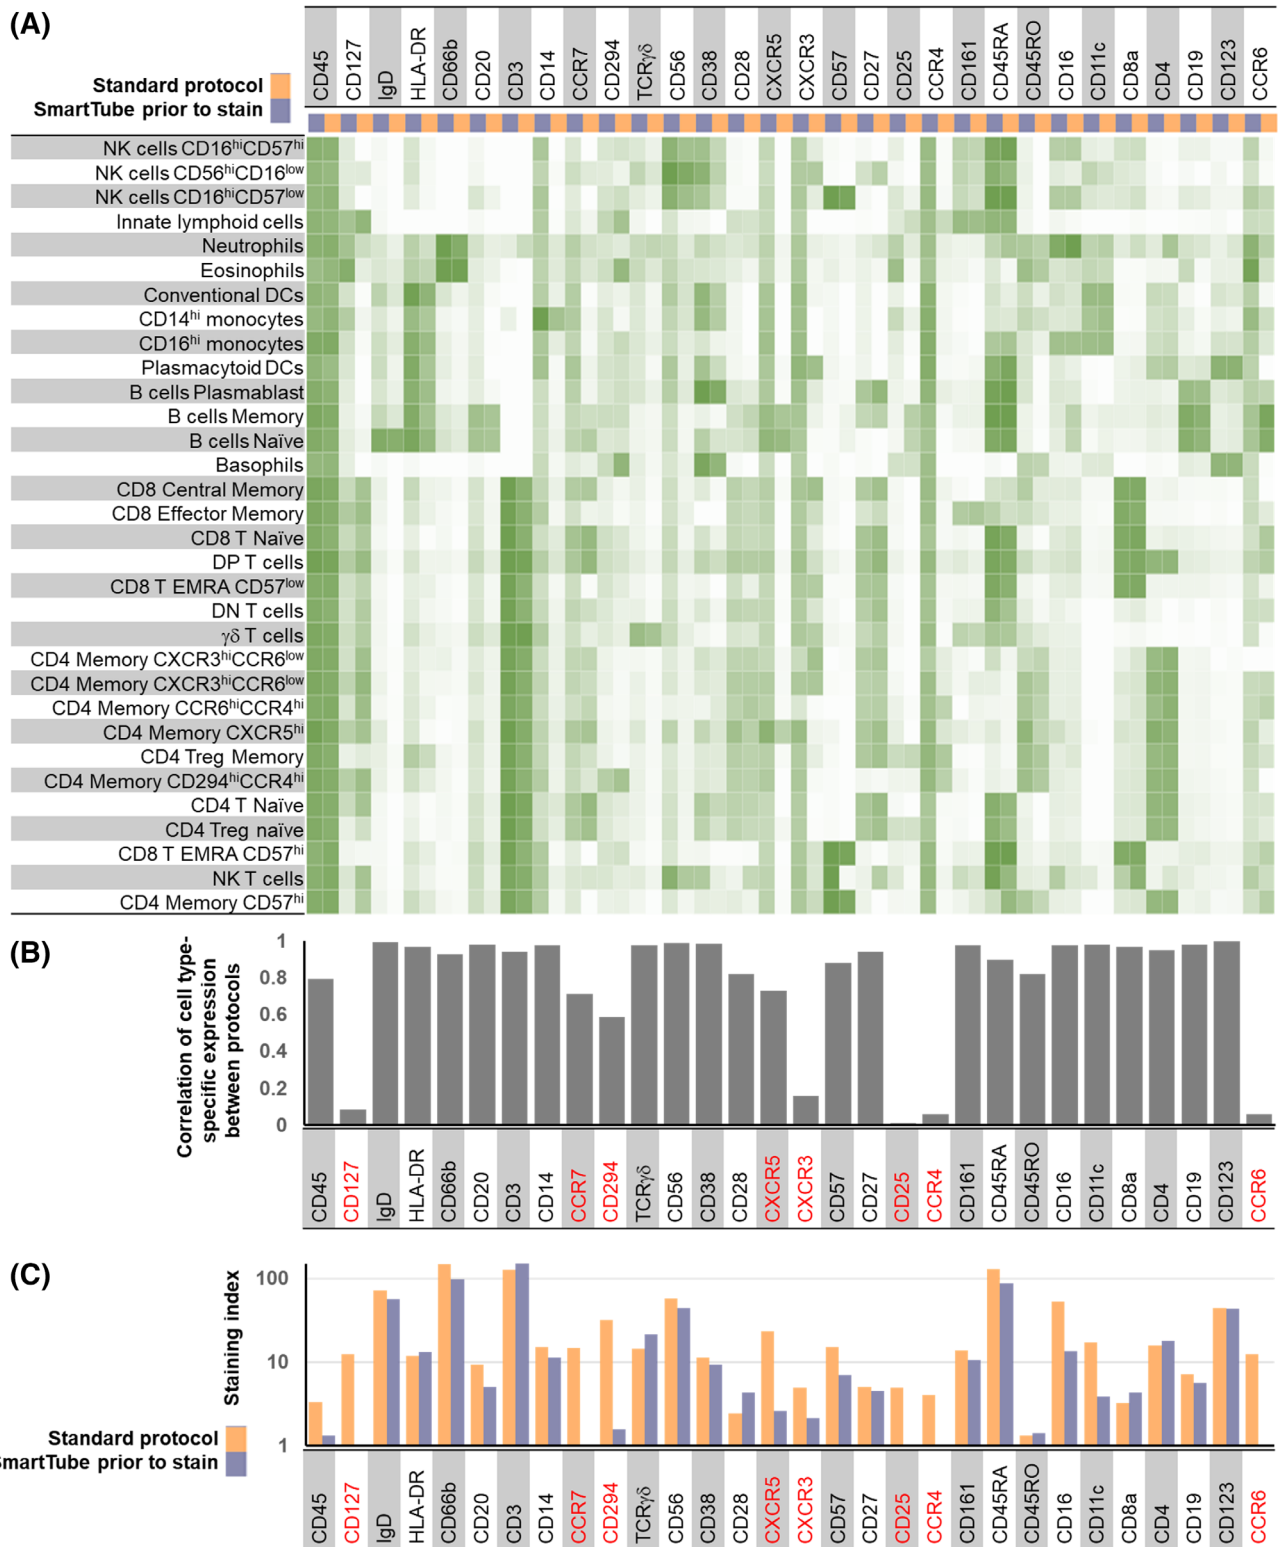 (A)
CD45 CD127 IgD HLA-DR CD66b CD20 CD3 CD14 CCR7 CD294 TCRγδ CD56 CD38 CD28 CXCR5 CXCR3 CD57 CD27 CD25 CCR4 CD161 CD45RA CD45RO CD16 CD11c CD8a CD4 CD19 CD123 CCR6
Standard protocol
SmartTube prior to stain
NK cells CD16hiCD57hi
NK cells CD56hiCD16low
NK cells CD16hiCD57low
Innate lymphoid cells
Neutrophils
Eosinophils
Conventional DCs
CD14hi monocytes
CD16hi monocytes
Plasmacytoid DCs
B cells Plasmablast
B cells Memory
B cells Naïve
Basophils
CD8 Central Memory
CD8 Effector Memory
CD8 T Naïve
DP T cells
CD8 T EMRA CD57low
DN T cells
γδ T cells
CD4 Memory CXCR3hiCCR6low
CD4 Memory CXCR3hiCCR6low
CD4 Memory CCR6hiCCR4hi
CD4 Memory CXCR5hi
CD4 Treg Memory
CD4 Memory CD294hiCCR4hi
CD4 T Naïve
CD4 Treg naïve
CD8 T EMRA CD57hi
NK T cells
CD4 Memory CD57hi
(B)
Correlation of cell type-
specific expression
between protocols
1
0.8
0.6
0.4
0.2
0
CD45 CD127 IgD HLA-DR CD66b CD20 CD3 CD14 CCR7 CD294 TCRγδ CD56 CD38 CD28 CXCR5 CXCR3 CD57 CD27 CD25 CCR4 CD161 CD45RA CD45RO CD16 CD11c CD8a CD4 CD19 CD123 CCR6
(C)
Staining index
100
10
1
Standard protocol
SmartTube prior to stain
CD45 CD127 IgD HLA-DR CD66b CD20 CD3 CD14 CCR7 CD294 TCRγδ CD56 CD38 CD28 CXCR5 CXCR3 CD57 CD27 CD25 CCR4 CD161 CD45RA CD45RO CD16 CD11c CD8a CD4 CD19 CD123 CCR6